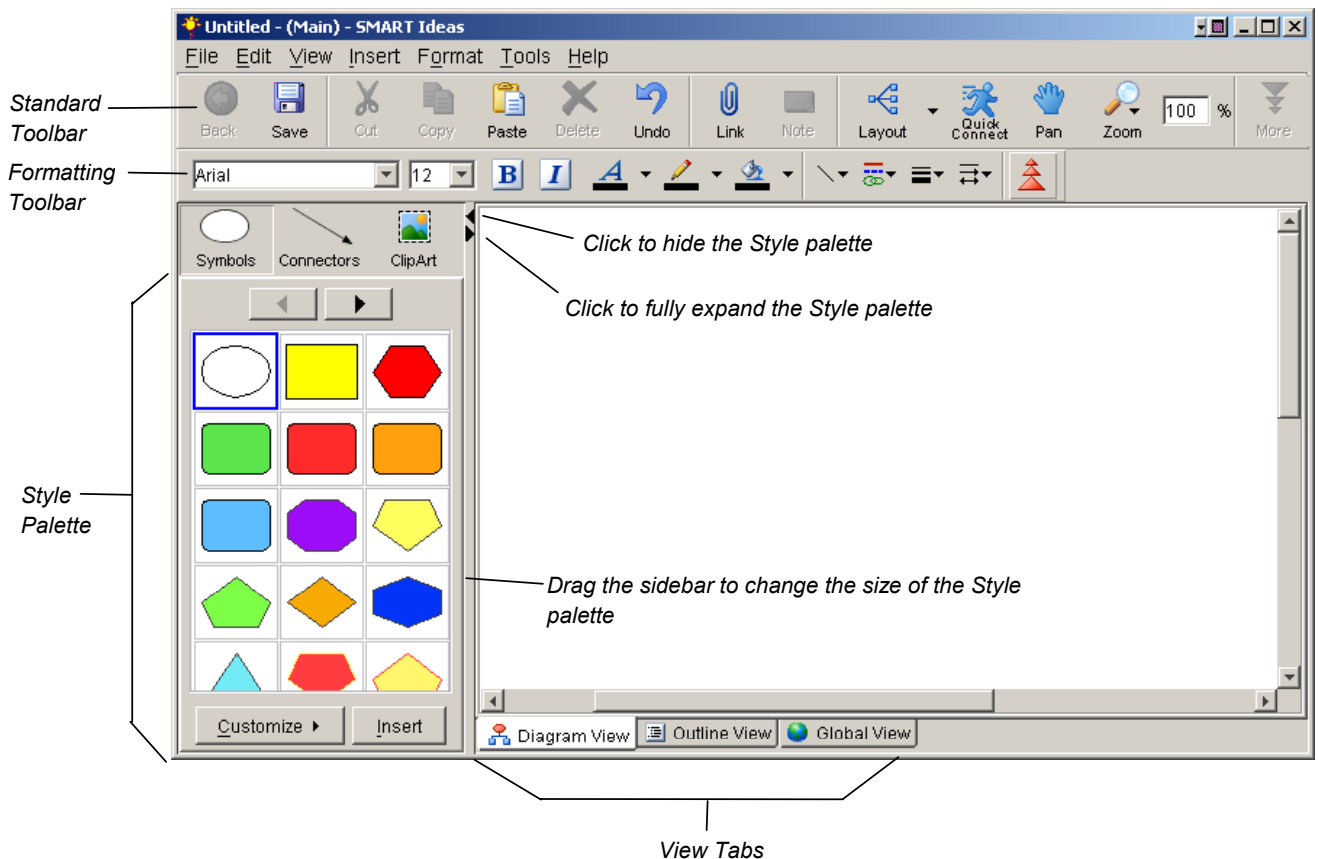 Untitled - (Main) - SMART Ideas
File Edit View Insert Format Tools Help
Standard
Toolbar
Back Save Cut Copy Paste Delete Undo Link Note Layout Quick Connect Pan Zoom 100 % More
Formatting
Toolbar
Arial 12 B I A
Symbols Connectors ClipArt
Click to hide the Style palette
Click to fully expand the Style palette
Style
Palette
Drag the sidebar to change the size of the Style
palette
Customize Insert
Diagram View Outline View Global View
View Tabs